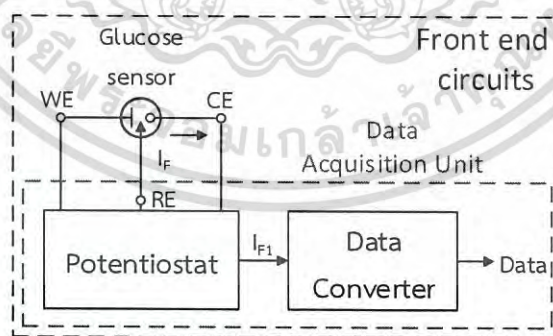 Glucose
sensor
Front end
circuits
WE
CE
I_F
Data
Acquisition Unit
RE
Potentiostat
I_F1
Data
Converter
Data